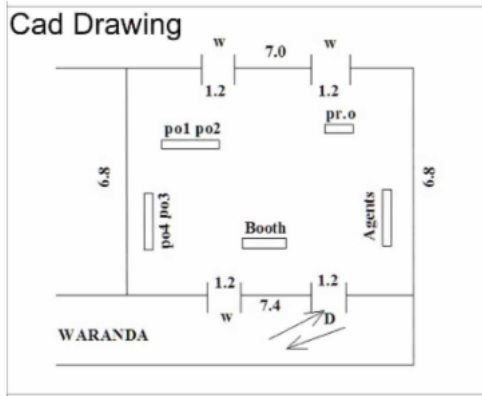 Cad Drawing
w 7.0 w
1.2 1.2
po1 po2
pr.o
6.8
po4 po3
Booth
Agents
6.8
1.2 1.2
w 7.4 D
WARANDA